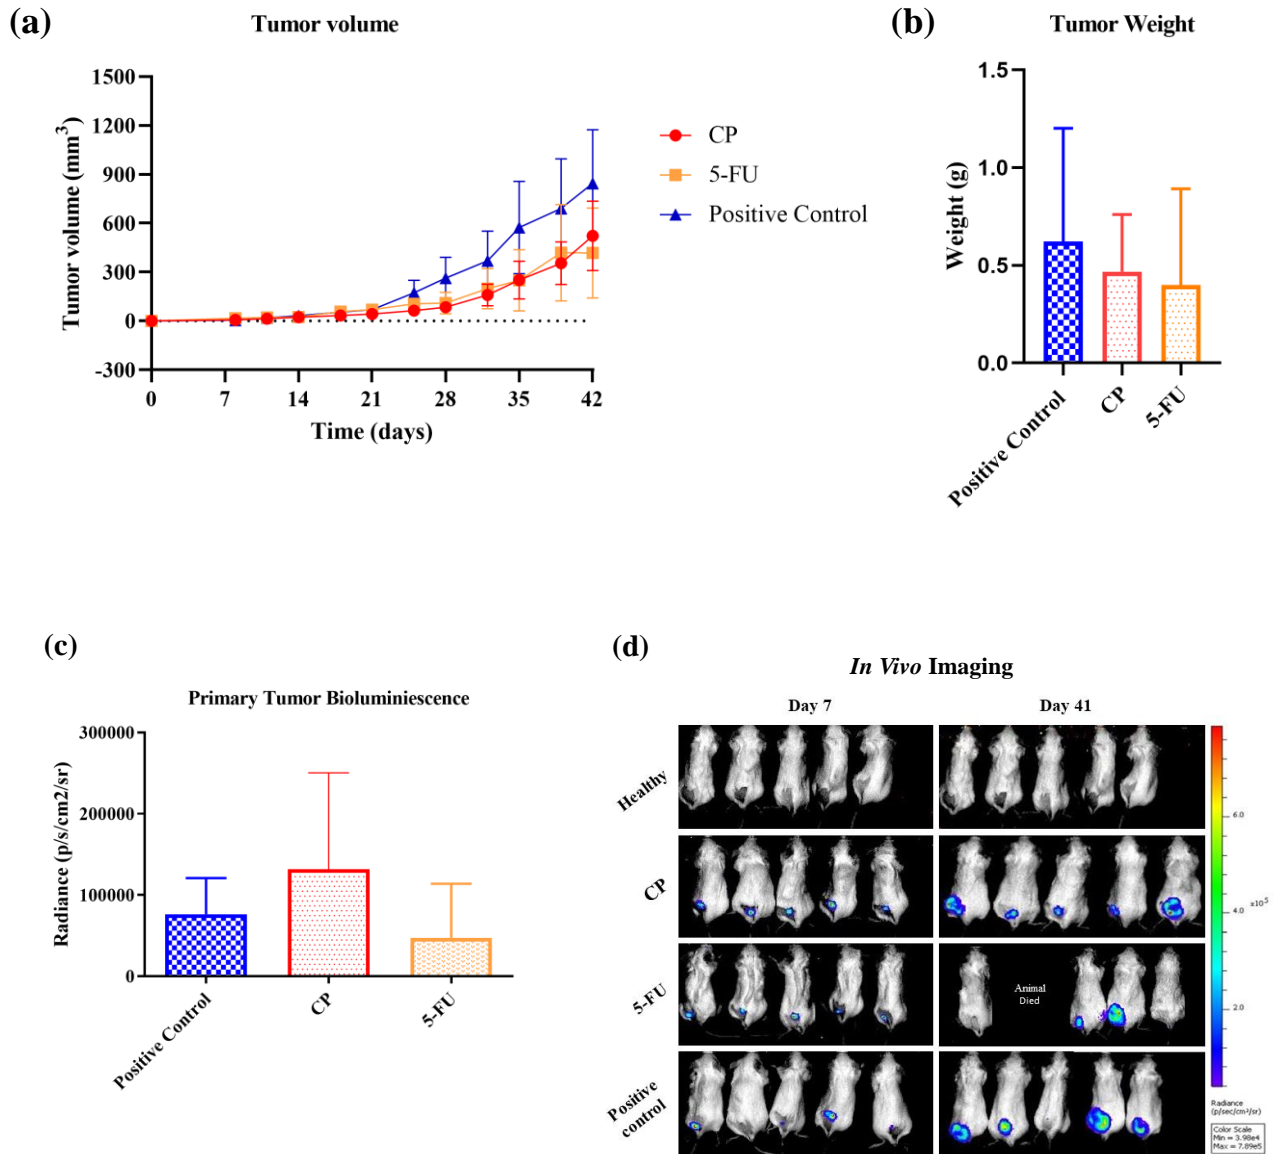 (a)
Tumor volume
1500
1200
900
600
300
0
-300
Tumor volume (mm³)
0 7 14 21 28 35 42
Time (days)
CP
5-FU
Positive Control
(b)
Tumor Weight
1.5
1.0
0.5
0.0
Weight (g)
Positive Control
CP
5-FU
(c)
Primary Tumor Bioluminiescence
300000
200000
100000
0
Radiance (p/s/cm2/sr)
Positive Control
CP
5-FU
(d)
In Vivo Imaging
Day 7 Day 41
Healthy
CP
5-FU
Animal
Died
Positive
control
6.0
4.0
x10⁵
2.0
Radiance
(p/sec/cm²/sr)
Color Scale
Min = 3.98e4
Max = 7.89e5